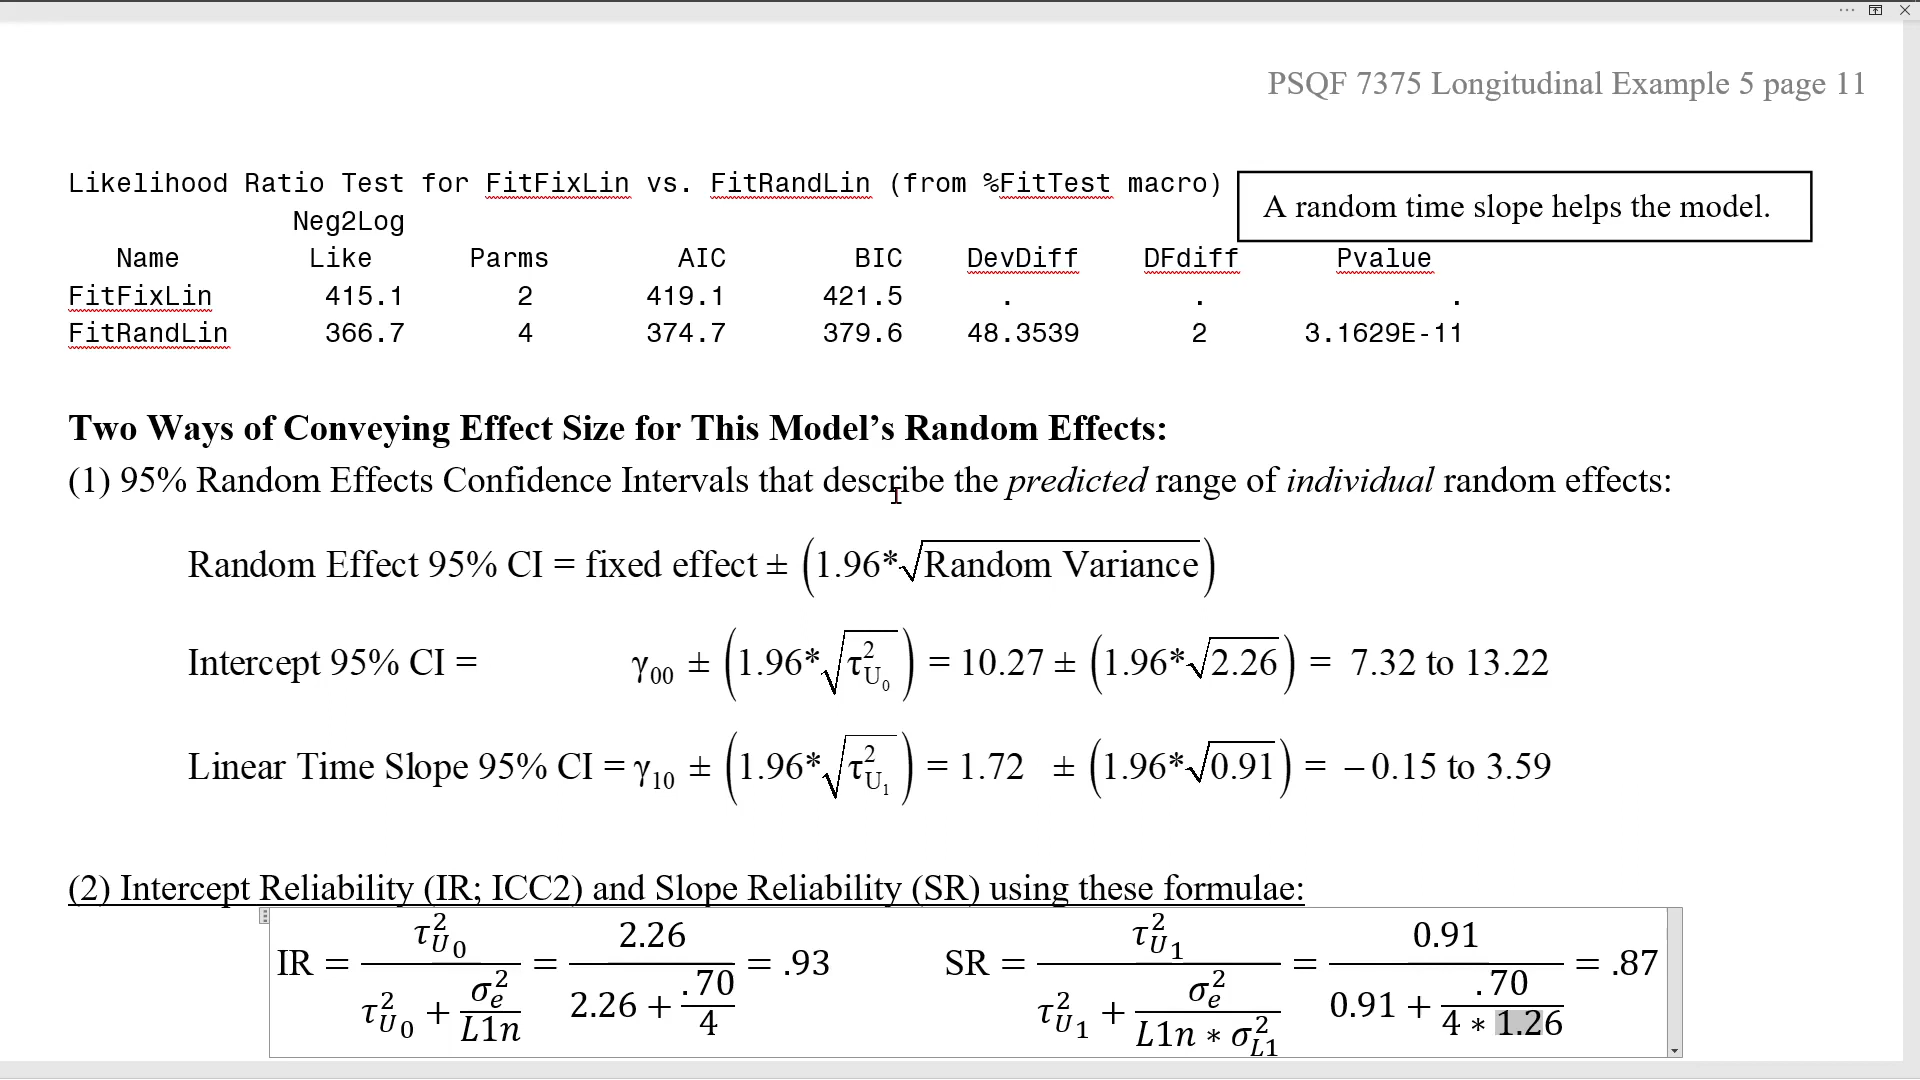 PSQF 7375 Longitudinal Example 5 page 11
Likelihood Ratio Test for FitFixLin vs. FitRandLin (from %FitTest macro)
A random time slope helps the model.
Neg2Log
Name Like Parms AIC BIC DevDiff DFdiff Pvalue
FitFixLin 415.1 2 419.1 421.5 . . .
FitRandLin 366.7 4 374.7 379.6 48.3539 2 3.1629E-11
Two Ways of Conveying Effect Size for This Model’s Random Effects:
(1) 95% Random Effects Confidence Intervals that describe the predicted range of individual random effects:
Random Effect 95% CI = fixed effect ± (1.96*√Random Variance)
Intercept 95% CI = γ00 ± (1.96*√τ²U0) = 10.27 ± (1.96*√2.26) = 7.32 to 13.22
Linear Time Slope 95% CI = γ10 ± (1.96*√τ²U1) = 1.72 ± (1.96*√0.91) = −0.15 to 3.59
(2) Intercept Reliability (IR; ICC2) and Slope Reliability (SR) using these formulae:
IR = τ²U0 / (τ²U0 + σ²e / L1n) = 2.26 / (2.26 + .70 / 4) = .93 SR = τ²U1 / (τ²U1 + σ²e / (L1n * σ²L1)) = 0.91 / (0.91 + .70 / (4 * 1.26)) = .87